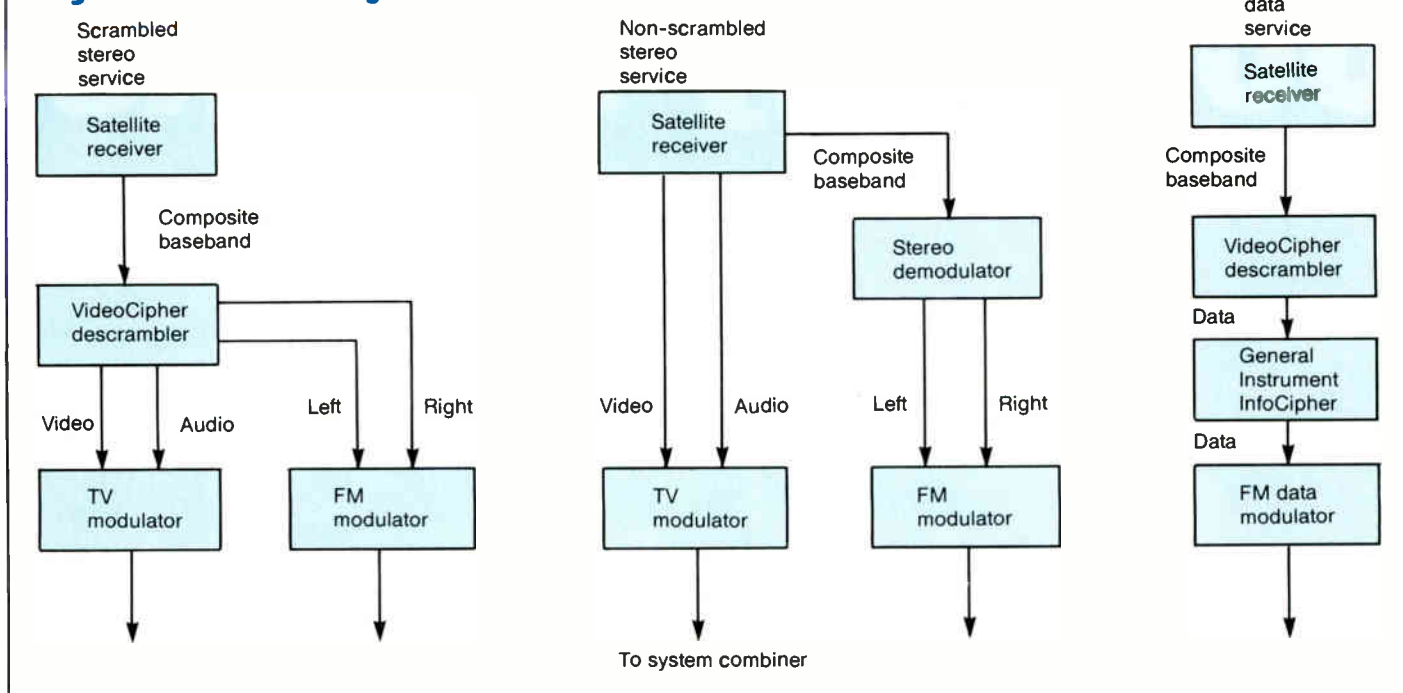 Scrambled
stereo
service
Satellite
receiver
Composite
baseband
VideoCipher
descrambler
Video
Audio
Left
Right
TV
modulator
FM
modulator
Non-scrambled
stereo
service
Satellite
receiver
Composite
baseband
Stereo
demodulator
Video
Audio
Left
Right
TV
modulator
FM
modulator
To system combiner
data
service
Satellite
receiver
Composite
baseband
VideoCipher
descrambler
Data
General
Instrument
InfoCipher
Data
FM data
modulator